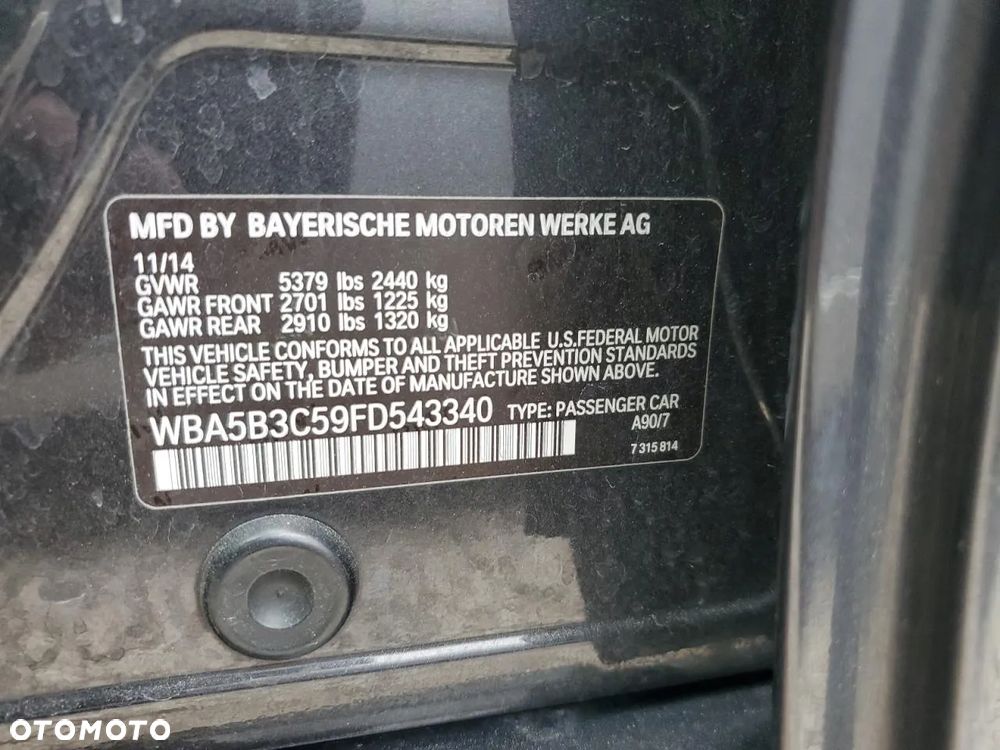 MFD BY BAYERISCHE MOTOREN WERKE AG
11/14
GVWR 5379 lbs 2440 kg
GAWR FRONT 2701 lbs 1225 kg
GAWR REAR 2910 lbs 1320 kg
THIS VEHICLE CONFORMS TO ALL APPLICABLE U.S.FEDERAL MOTOR
VEHICLE SAFETY, BUMPER AND THEFT PREVENTION STANDARDS
IN EFFECT ON THE DATE OF MANUFACTURE SHOWN ABOVE.
WBA5B3C59FD543340 TYPE: PASSENGER CAR
A90/7
7 315 814
OTOMOTO